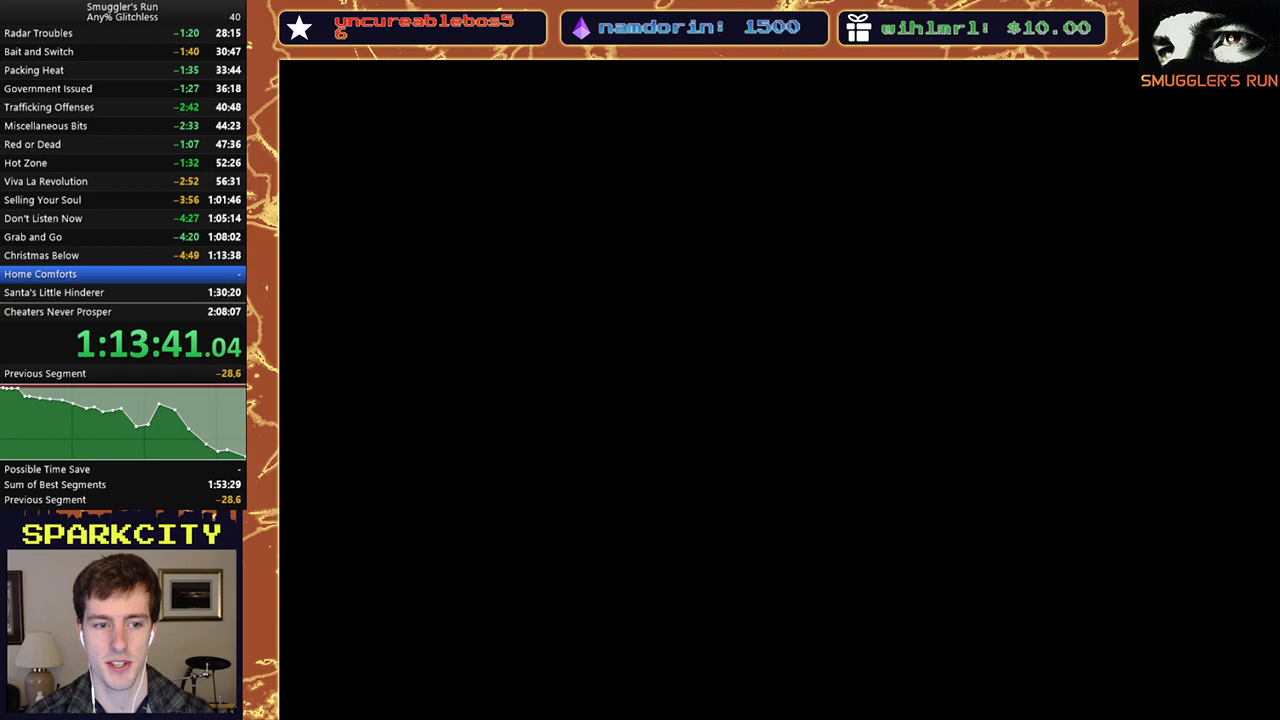 Smuggler's Run
Any% Glitchless 40
Radar Troubles −1:20 28:15
Bait and Switch −1:40 30:47
Packing Heat −1:35 33:44
Government Issued −1:27 36:18
Trafficking Offenses −2:42 40:48
Miscellaneous Bits −2:33 44:23
Red or Dead −1:07 47:36
Hot Zone −1:32 52:26
Viva La Revolution −2:52 56:31
Selling Your Soul −3:56 1:01:46
Don't Listen Now −4:27 1:05:14
Grab and Go −4:20 1:08:02
Christmas Below −4:49 1:13:38
Home Comforts -
Santa's Little Hinderer 1:30:20
Cheaters Never Prosper 2:08:07
1:13:41.04
Previous Segment −28.6
Possible Time Save -
Sum of Best Segments 1:53:29
Previous Segment −28.6
SPARKCITY
uncureablebos5
6
namdorin: 1500
wihlmrl: $10.00
SMUGGLER'S RUN